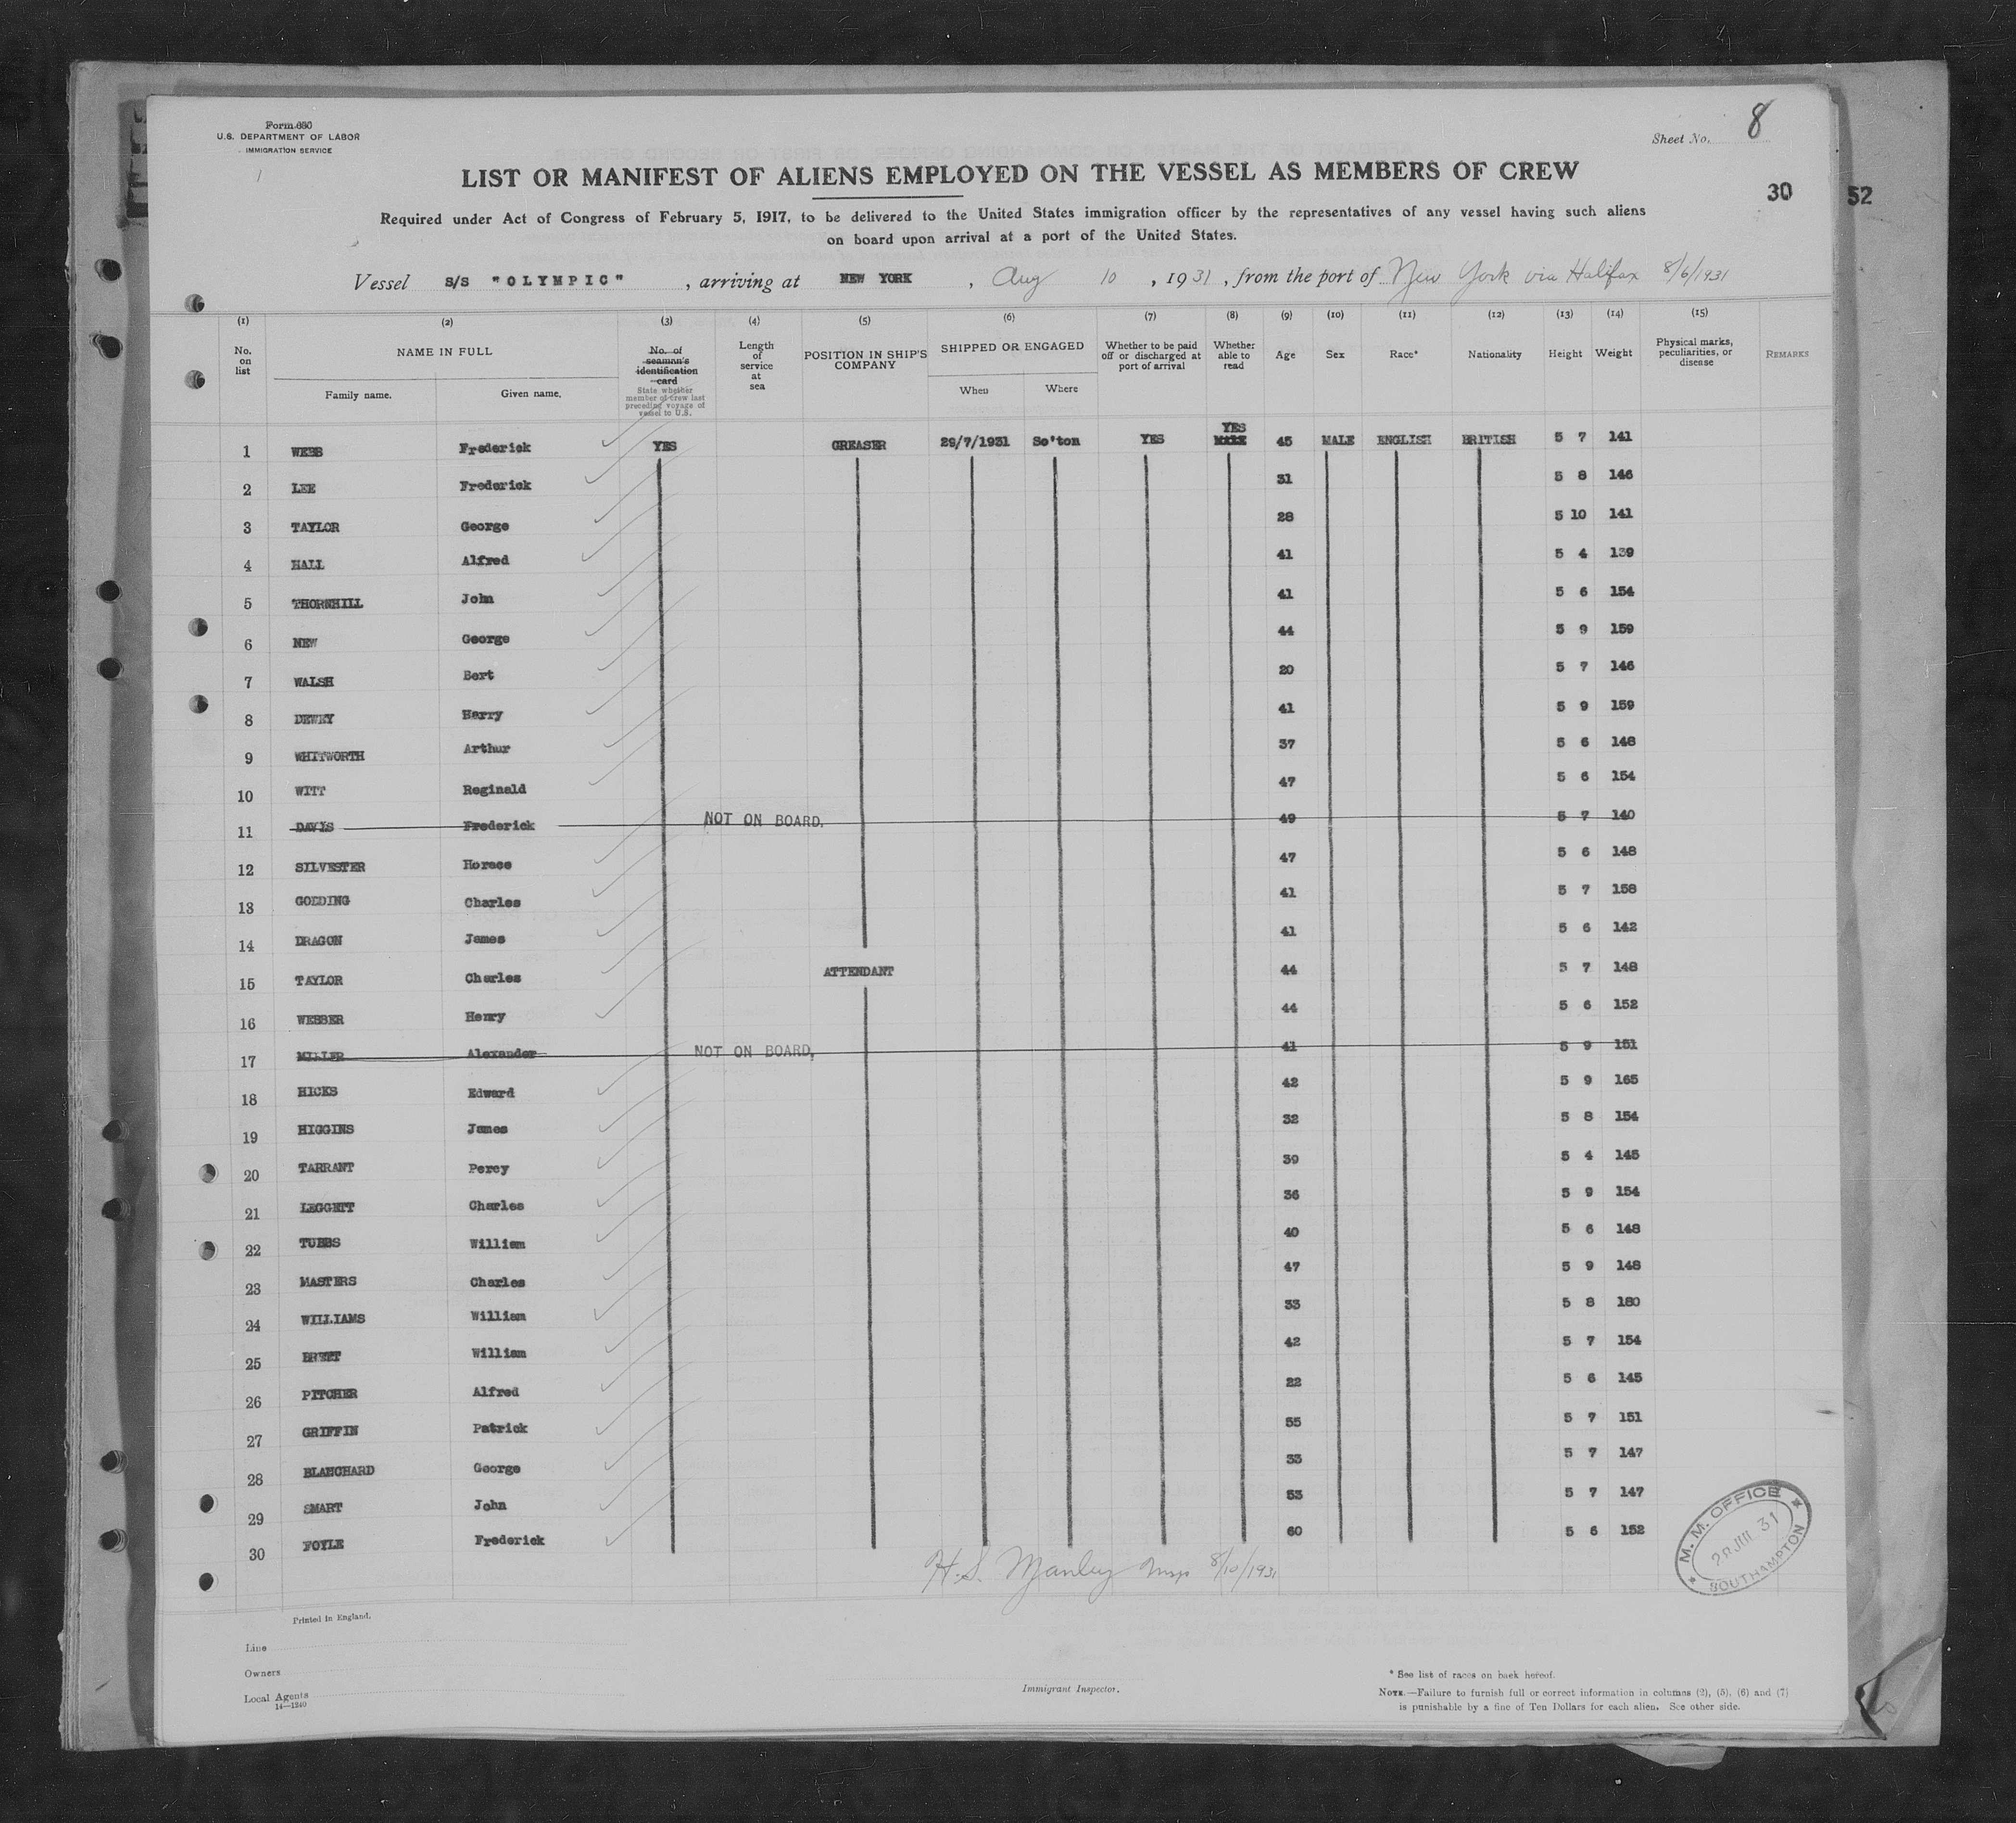 Form 680
U.S. DEPARTMENT OF LABOR
IMMIGRATION SERVICE
Sheet No. 8
LIST OR MANIFEST OF ALIENS EMPLOYED ON THE VESSEL AS MEMBERS OF CREW
30 52
Required under Act of Congress of February 5, 1917, to be delivered to the United States immigration officer by the representatives of any vessel having such aliens
on board upon arrival at a port of the United States.
Vessel S/S "OLYMPIC", arriving at NEW YORK, Aug 10, 1931, from the port of New York via Halifax 8/6/1931
(1) (2) (3) (4) (5) (6) (7) (8) (9) (10) (11) (12) (13) (14) (15)
No. on list
NAME IN FULL
Family name.
Given name.
No. of seaman's identification card
State whether member of crew last preceding voyage of vessel to U.S.
Length of service at sea
POSITION IN SHIP'S COMPANY
SHIPPED OR ENGAGED
When
Where
Whether to be paid off or discharged at port of arrival
Whether able to read
Age
Sex
Race*
Nationality
Height
Weight
Physical marks, peculiarities, or disease
REMARKS
1 WEBB Frederick YES GREASER 29/7/1931 So'ton YES YES MALE 45 MALE ENGLISH BRITISH 5 7 141
2 LEE Frederick 31 5 8 146
3 TAYLOR George 28 5 10 141
4 HALL Alfred 41 5 4 139
5 THORNHILL John 41 5 6 154
6 NEW George 44 5 9 159
7 WALSH Bert 20 5 7 146
8 DEWEY Harry 41 5 9 159
9 WHITWORTH Arthur 37 5 6 148
10 WITT Reginald 47 5 6 154
11 DAVIS Frederick NOT ON BOARD. 49 5 7 140
12 SILVESTER Horace 47 5 6 148
13 GODDING Charles 41 5 7 158
14 DRAGON James 41 5 6 142
15 TAYLOR Charles ATTENDANT 44 5 7 148
16 WEBBER Henry 44 5 6 152
17 MILLER Alexander NOT ON BOARD, 41 5 9 151
18 HICKS Edward 42 5 9 165
19 HIGGINS James 32 5 8 154
20 TARRANT Percy 39 5 4 145
21 LEGGETT Charles 36 5 9 154
22 TUBBS William 40 5 6 148
23 MASTERS Charles 47 5 9 148
24 WILLIAMS William 33 5 8 180
25 BRETT William 42 5 7 154
26 PITCHER Alfred 22 5 6 145
27 GRIFFIN Patrick 55 5 7 151
28 BLANCHARD George 33 5 7 147
29 SMART John 53 5 7 147
30 FOYLE Frederick 60 5 6 152
H.S. Manley Insp 8/10/1931
M. M. OFFICE
28 JUL 31
SOUTHAMPTON
Printed in England.
Line
Owners
Local Agents
14—1240
Immigrant Inspector.
* See list of races on back hereof.
NOTE.—Failure to furnish full or correct information in columns (2), (5), (6) and (7)
is punishable by a fine of Ten Dollars for each alien. See other side.